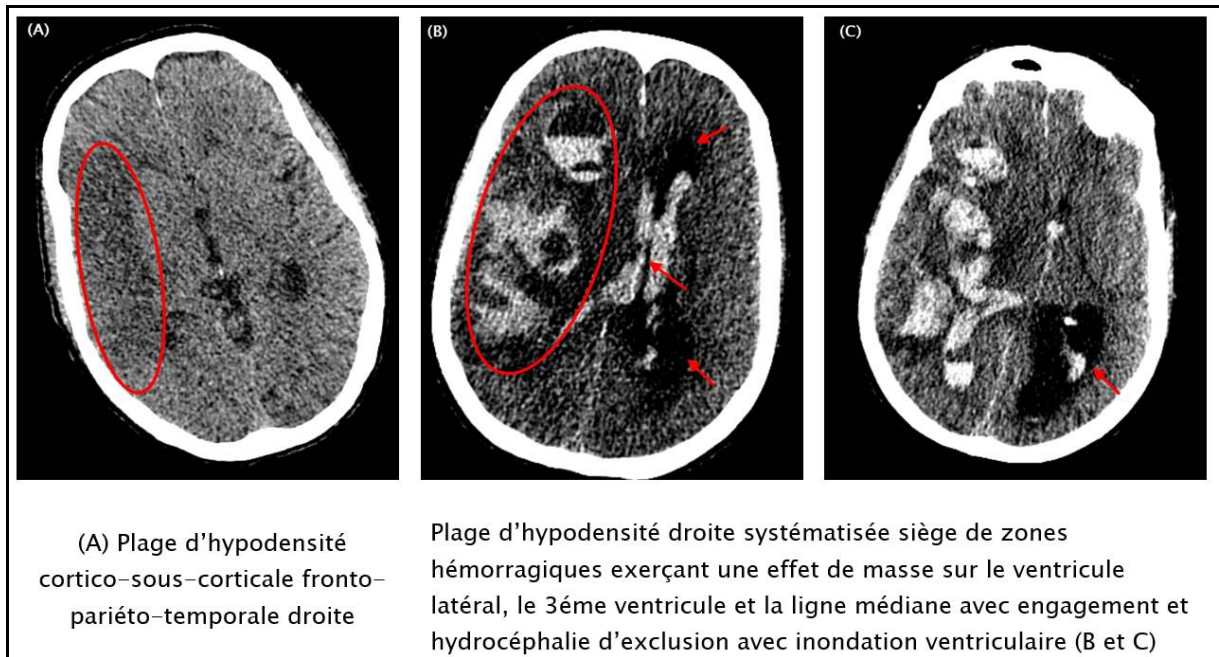 (A)
(B)
(C)
(A) Plage d’hypodensité
cortico-sous-corticale fronto-
pariéto-temporale droite
Plage d’hypodensité droite systématisée siège de zones
hémorragiques exerçant une effet de masse sur le ventricule
latéral, le 3éme ventricule et la ligne médiane avec engagement et
hydrocéphalie d’exclusion avec inondation ventriculaire (B et C)